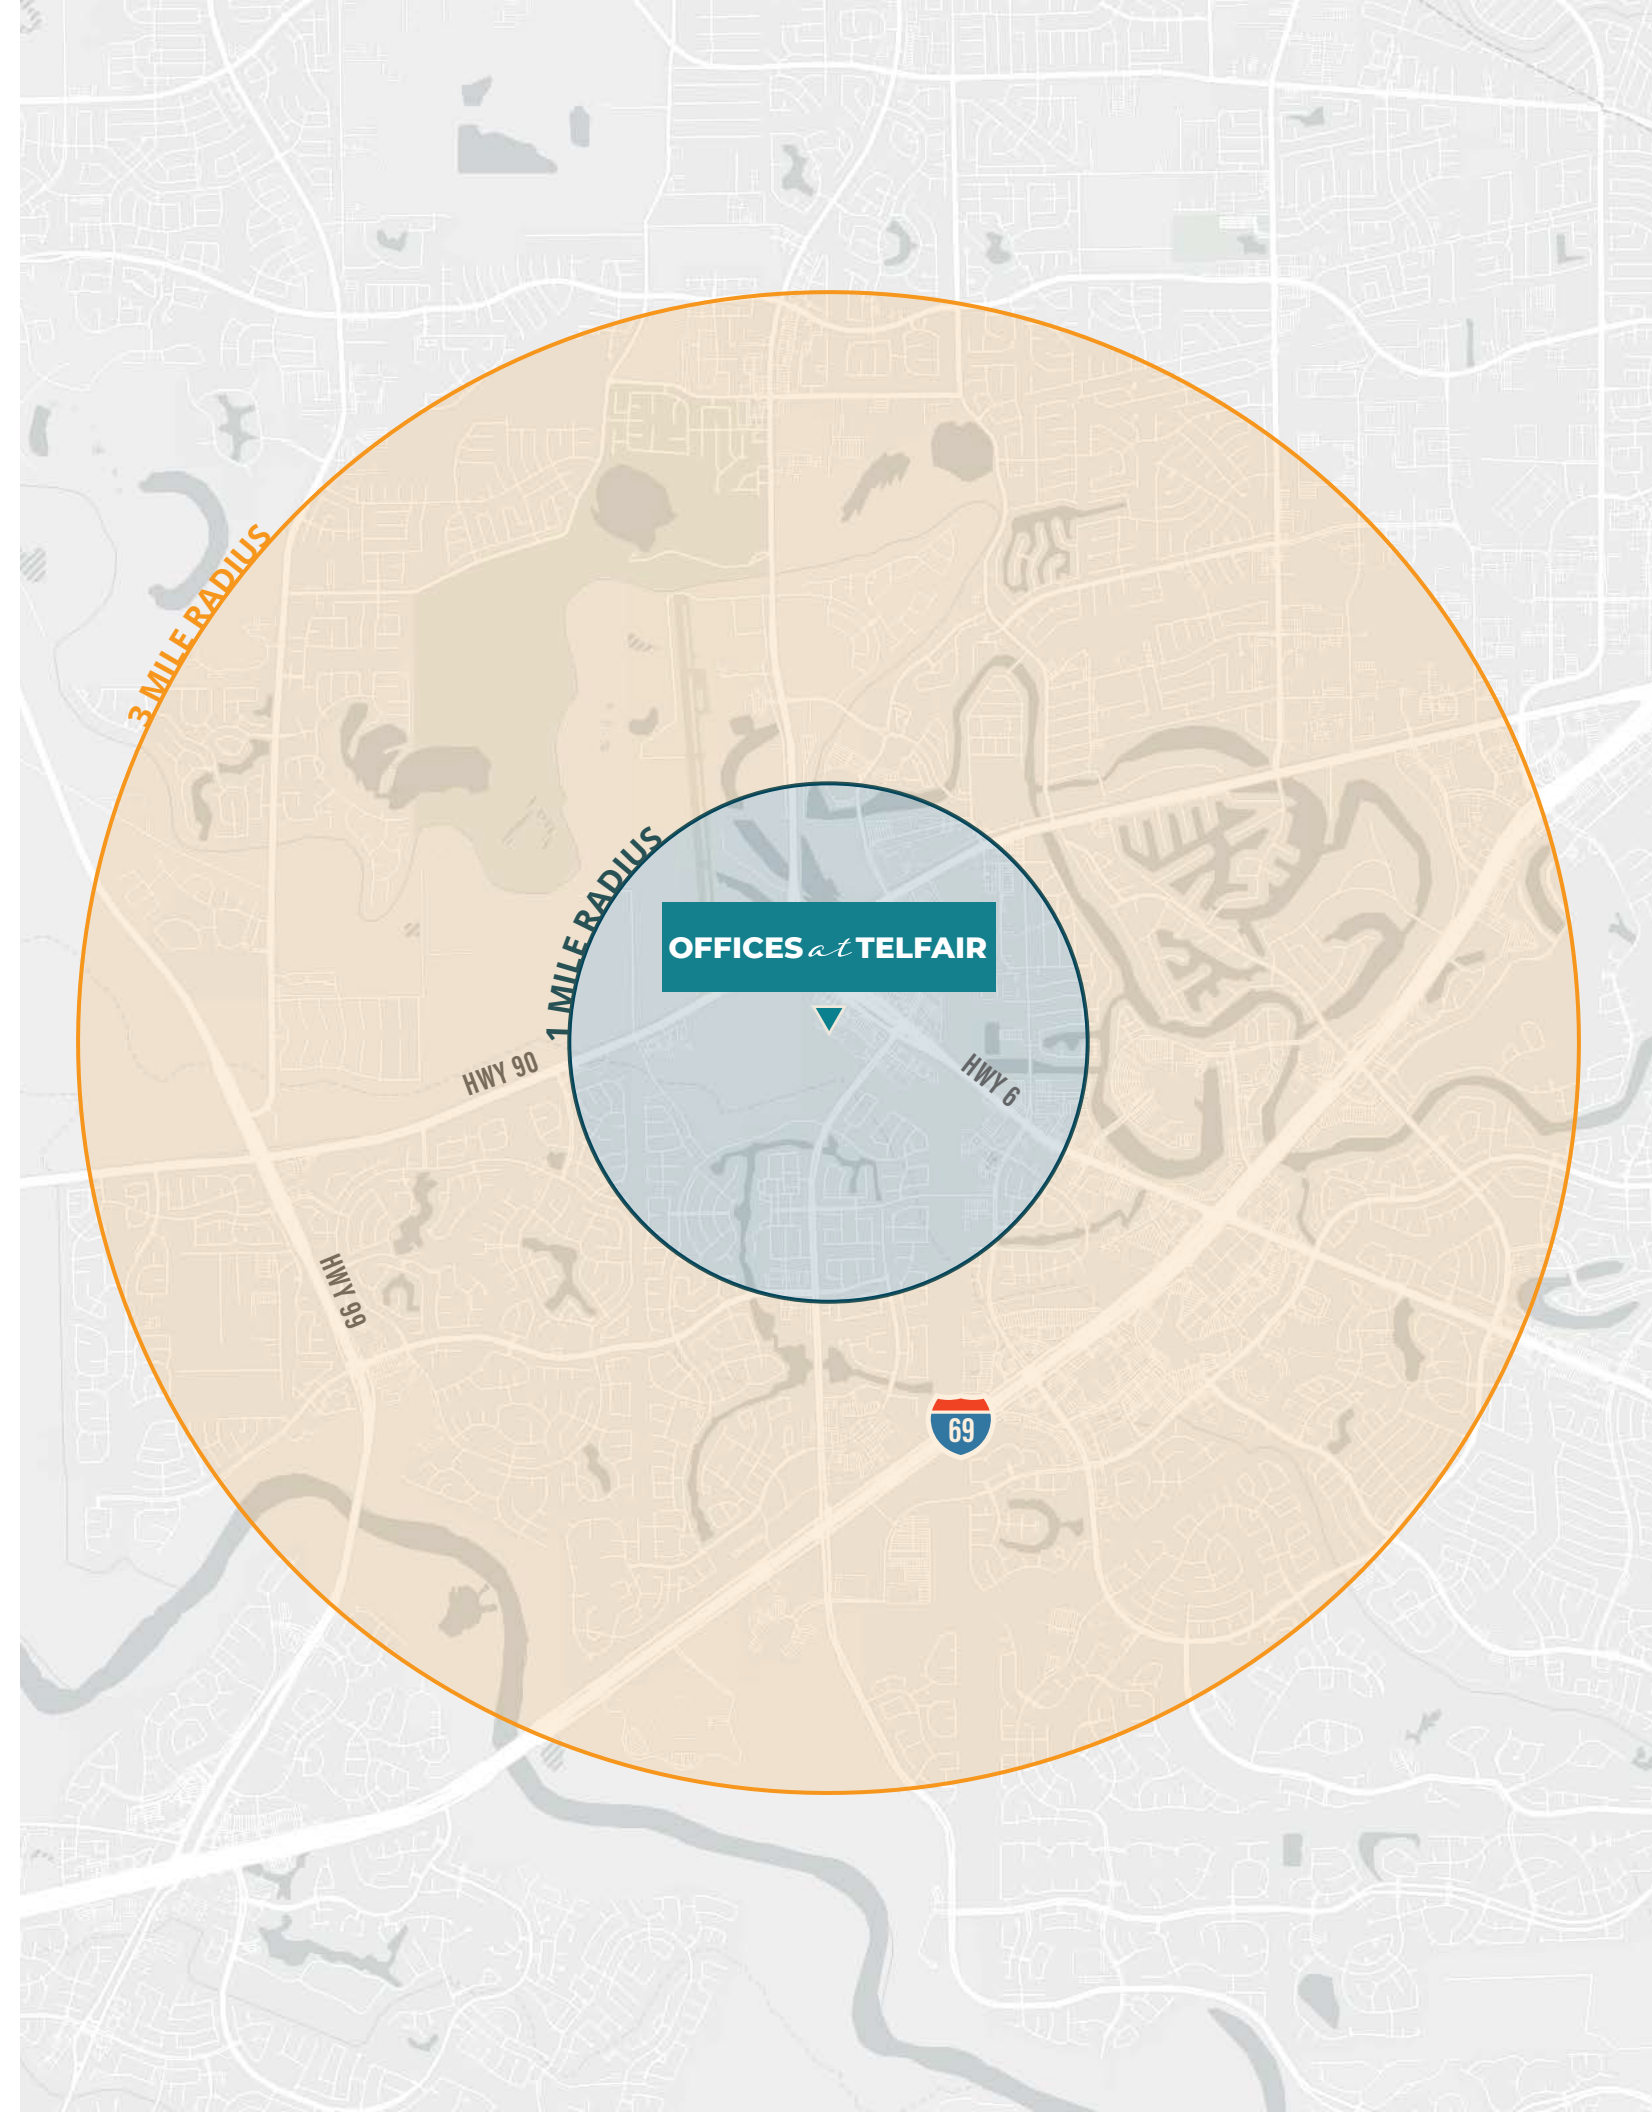 3 MILE RADIUS
1 MILE RADIUS
OFFICES at TELFAIR
HWY 90
HWY 6
HWY 99
69